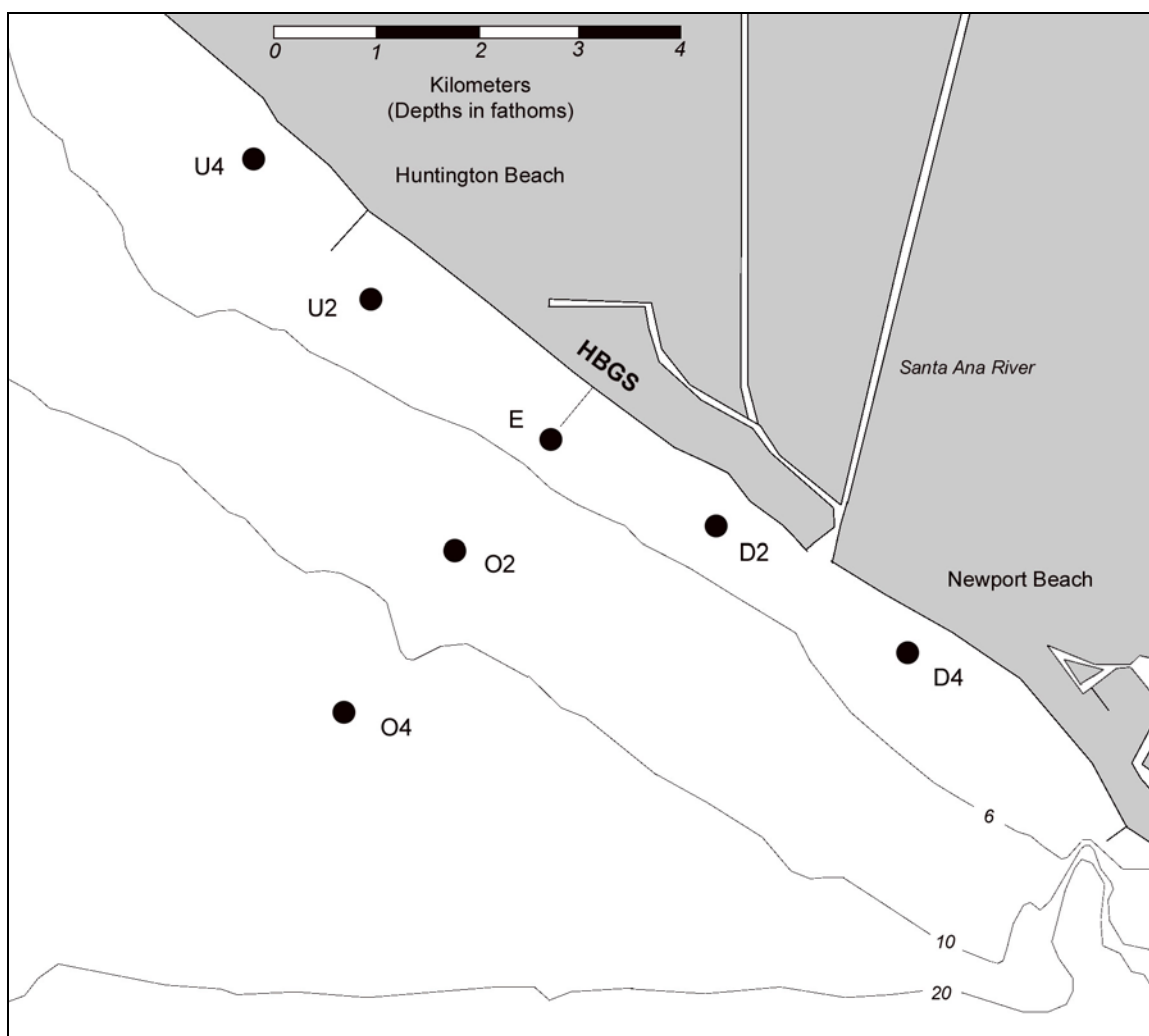 0 1 2 3 4
Kilometers
(Depths in fathoms)
U4
Huntington Beach
U2
HBGS
Santa Ana River
E
D2
O2
Newport Beach
D4
O4
6
10
20